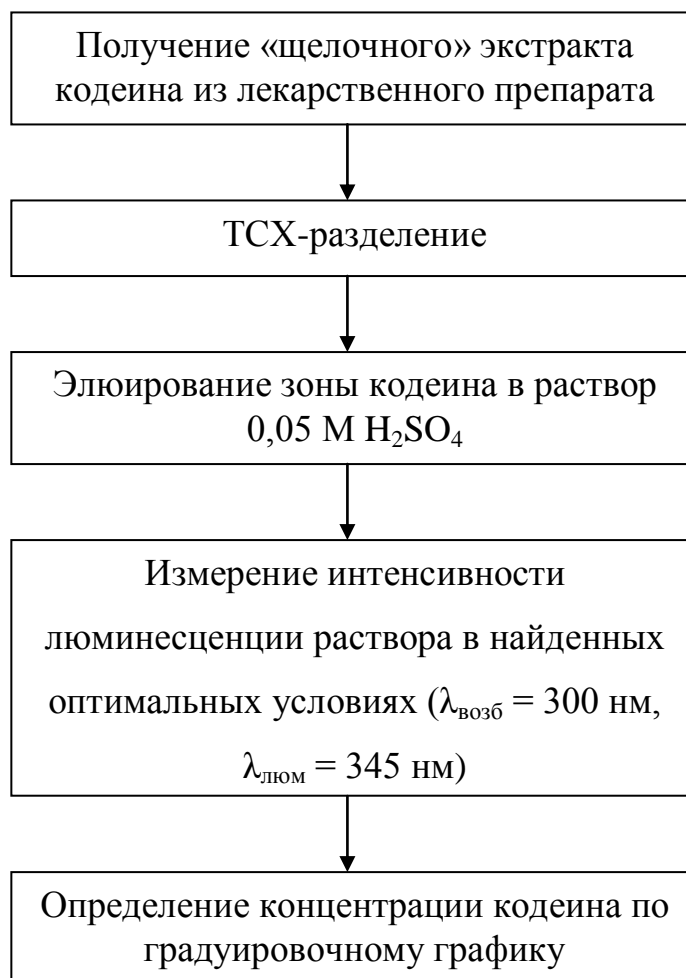 Получение «щелочного» экстракта
кодеина из лекарственного препарата
ТСХ-разделение
Элюирование зоны кодеина в раствор
0,05 М H₂SO₄
Измерение интенсивности
люминесценции раствора в найденных
оптимальных условиях (λвозб = 300 нм,
λлюм = 345 нм)
Определение концентрации кодеина по
градуировочному графику